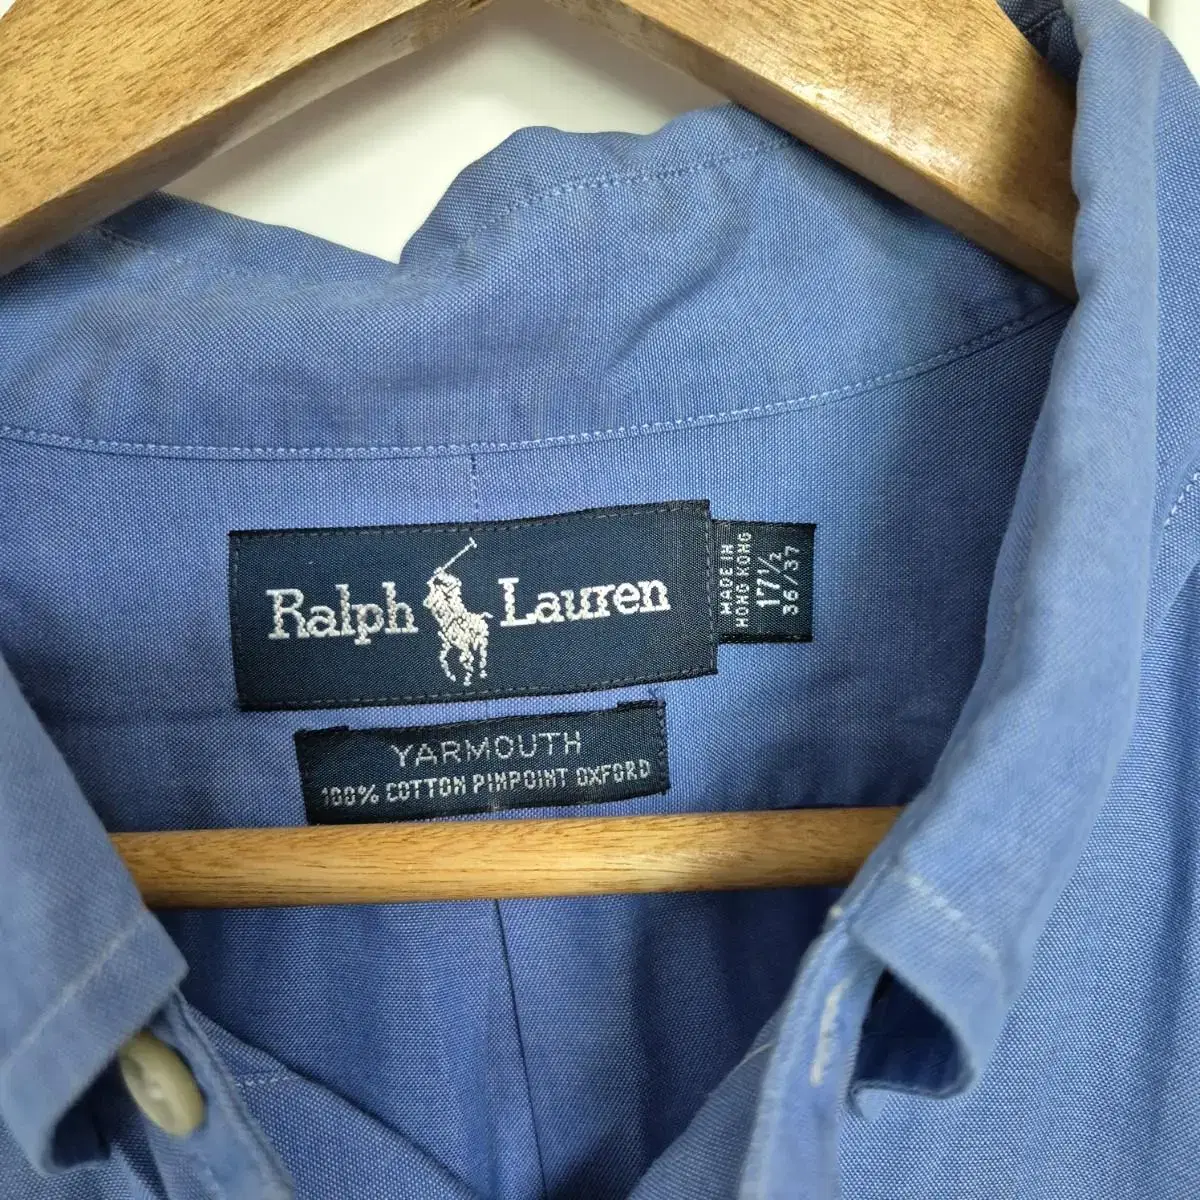 Ralph Lauren
MADE IN
HONG KONG
17½
36/37
YARMOUTH
100% COTTON PINPOINT OXFORD